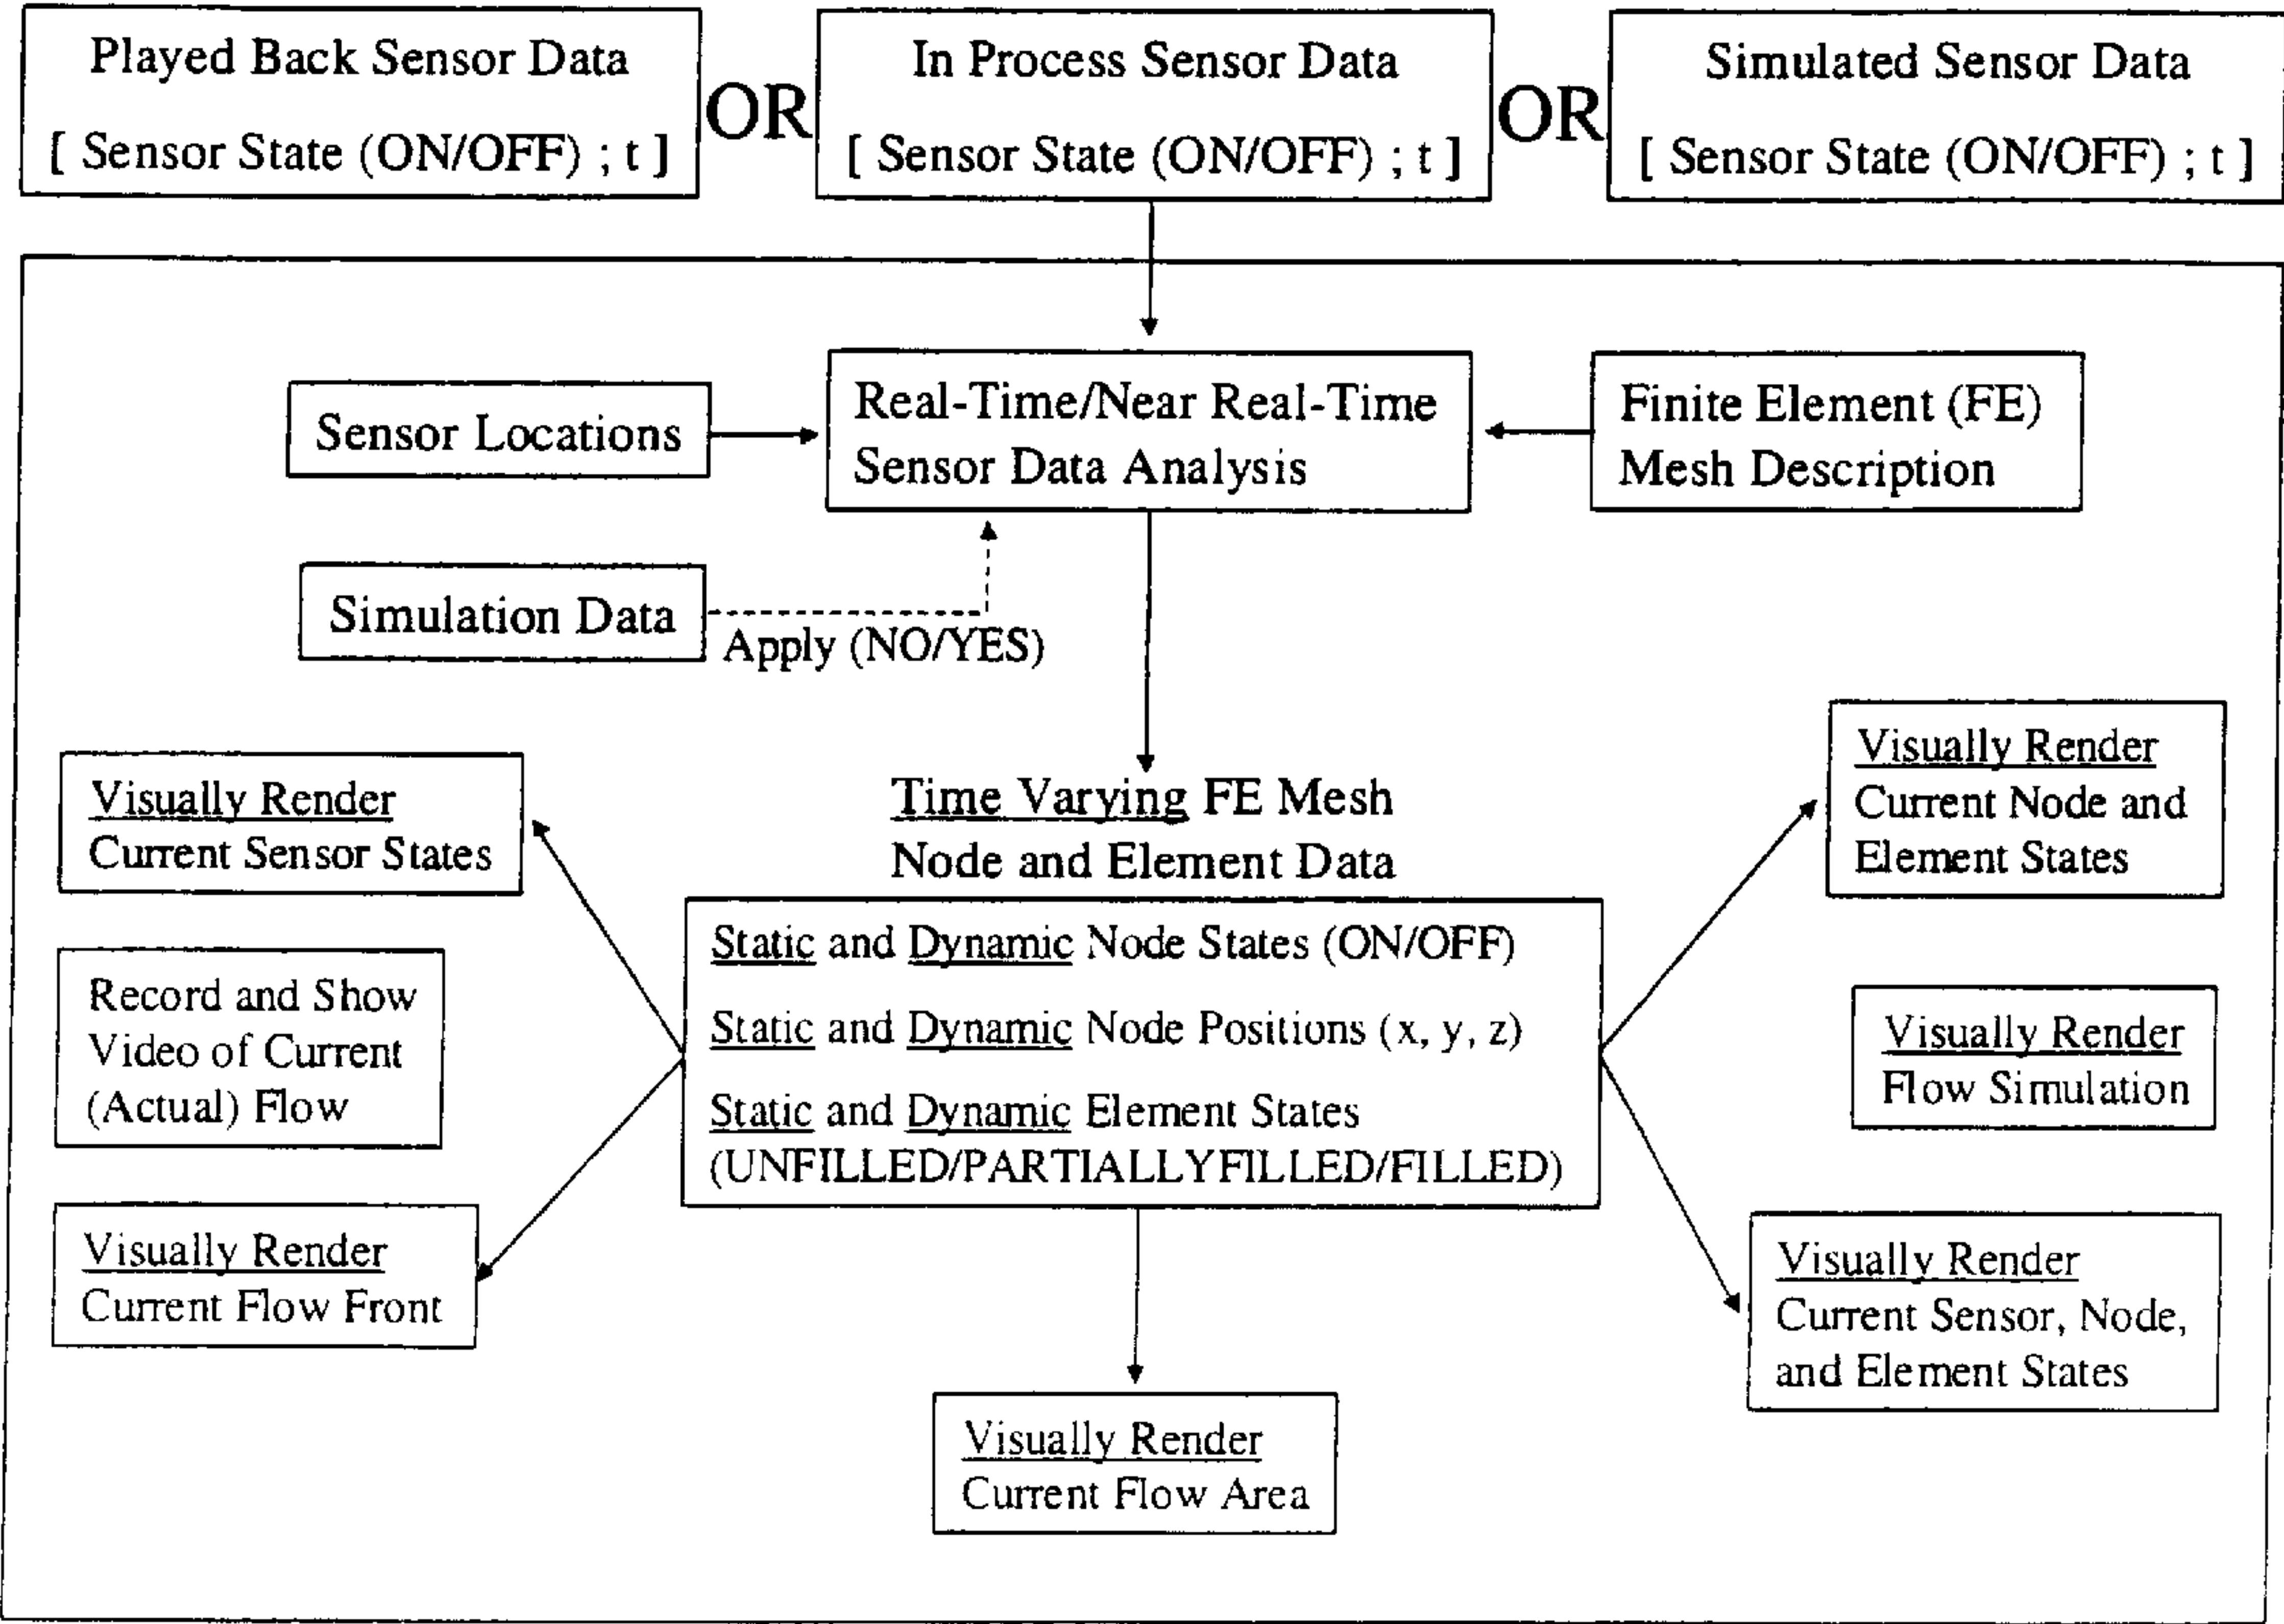 Played Back Sensor Data
[ Sensor State (ON/OFF) ; t ]
OR
In Process Sensor Data
[ Sensor State (ON/OFF) ; t ]
OR
Simulated Sensor Data
[ Sensor State (ON/OFF) ; t ]
Sensor Locations
Real-Time/Near Real-Time
Sensor Data Analysis
Finite Element (FE)
Mesh Description
Simulation Data
Apply (NO/YES)
Visually Render
Current Sensor States
Time Varying FE Mesh
Node and Element Data
Visually Render
Current Node and
Element States
Record and Show
Video of Current
(Actual) Flow
Static and Dynamic Node States (ON/OFF)
Static and Dynamic Node Positions (x, y, z)
Static and Dynamic Element States
(UNFILLED/PARTIALLYFILLED/FILLED)
Visually Render
Flow Simulation
Visually Render
Current Flow Front
Visually Render
Current Sensor, Node,
and Element States
Visually Render
Current Flow Area